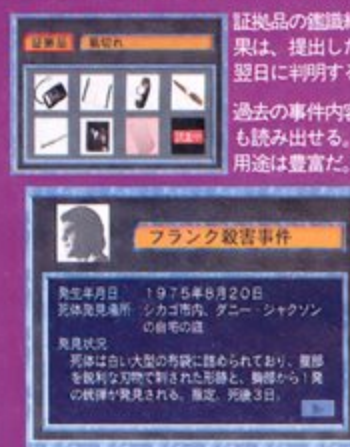 証拠品の鑑識結
果は、提出した
翌日に判明する
過去の事件内容
も読み出せる。
用途は豊富だ。
証拠品 布切れ
フランク殺害事件
発生年月日 1975年8月20日
死体発見場所 シカゴ市内、ダニー・ジャクソン
の自宅の庭
発見状況
死体は白い大型の布袋に詰められており、腹部
を鋭利な刃物で刺された形跡と、胸部から1発
の銃弾が発見される。推定、死後3日。